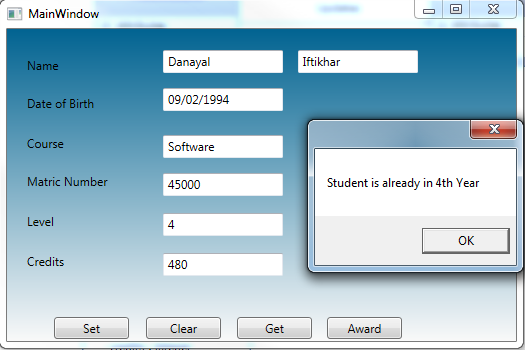 MainWindow
Name Danayal Iftikhar
Date of Birth 09/02/1994
Course Software
Matric Number 45000
Student is already in 4th Year
Level 4
OK
Credits 480
Set Clear Get Award